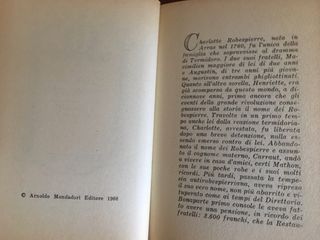 © Arnoldo Mondadori Editore 1968
Charlotte Robespierre, nata in
Arras nel 1760, fu l'unica della
famiglia che sopravvisse al dramma
di Termidoro. I due suoi fratelli, Ma-
ximilien maggiore di lei di due anni
e Augustin, di tre anni più giova-
ne, morirono entrambi ghigliottinati.
Quanto all'altra sorella, Henriette, era
già scomparsa da questo mondo, a di-
ciannove anni, prima ancora che gli
eventi della grande rivoluzione conse-
gnassero alla storia il nome dei Ro-
bespierre. Travolta in un primo tem-
po anche lei dalla reazione termidoria-
na, Charlotte, arrestata, fu liberata
dopo una breve detenzione, nulla es-
sendo emerso contro di lei. Abbando-
nato il nome dei Robespierre e assun-
to il cognome materno, Carraut, andò
a vivere in casa d'amici, certi Mathon,
con le sue poche robe e i suoi molti
ricordi. Più tardi, passata la tempe-
sta antirobespierriana, aveva ripreso
il suo vero nome, non più aborrito e vi-
tuperato come ai tempi del Direttorio.
Bonaparte primo console le aveva fat-
to avere una pensione, in ricordo dei
fratelli: 3.600 franchi, che la Restau-